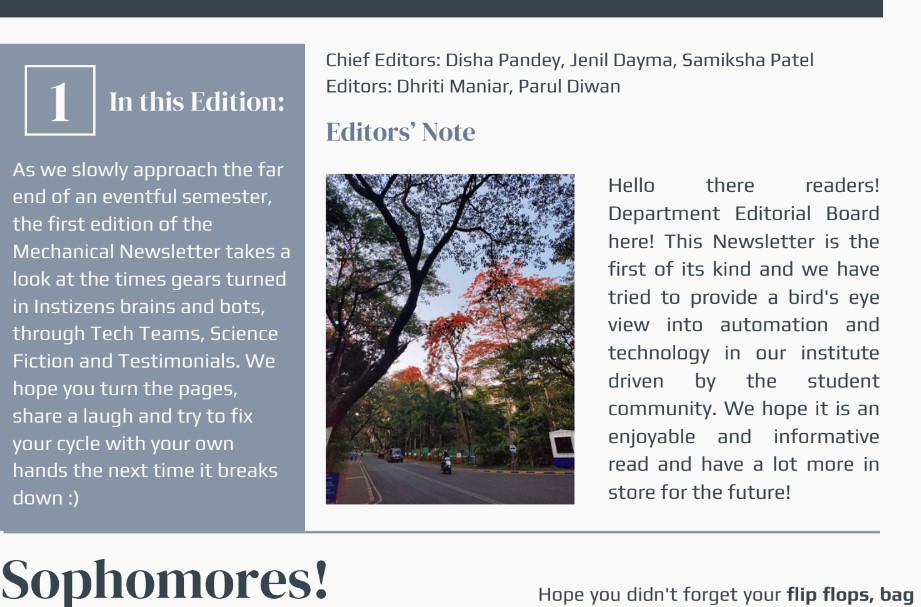 1
In this Edition:
As we slowly approach the far
end of an eventful semester,
the first edition of the
Mechanical Newsletter takes a
look at the times gears turned
in Instizens brains and bots,
through Tech Teams, Science
Fiction and Testimonials. We
hope you turn the pages,
share a laugh and try to fix
your cycle with your own
hands the next time it breaks
down :)
Chief Editors: Disha Pandey, Jenil Dayma, Samiksha Patel
Editors: Dhriti Maniar, Parul Diwan
Editors’ Note
Hello there readers!
Department Editorial Board
here! This Newsletter is the
first of its kind and we have
tried to provide a bird's eye
view into automation and
technology in our institute
driven by the student
community. We hope it is an
enjoyable and informative
read and have a lot more in
store for the future!
Sophomores!
Hope you didn't forget your flip flops, bag